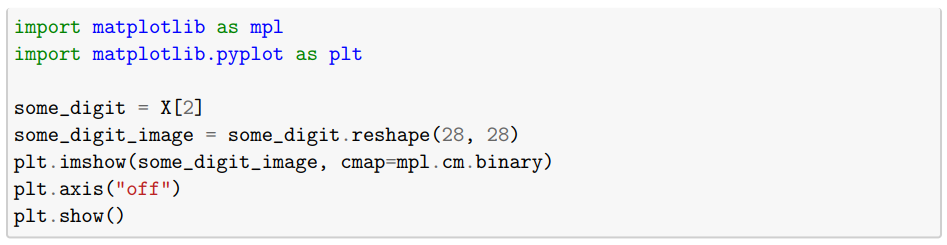 import matplotlib as mpl
import matplotlib.pyplot as plt
some_digit = X[2]
some_digit_image = some_digit.reshape(28, 28)
plt.imshow(some_digit_image, cmap=mpl.cm.binary)
plt.axis("off")
plt.show()